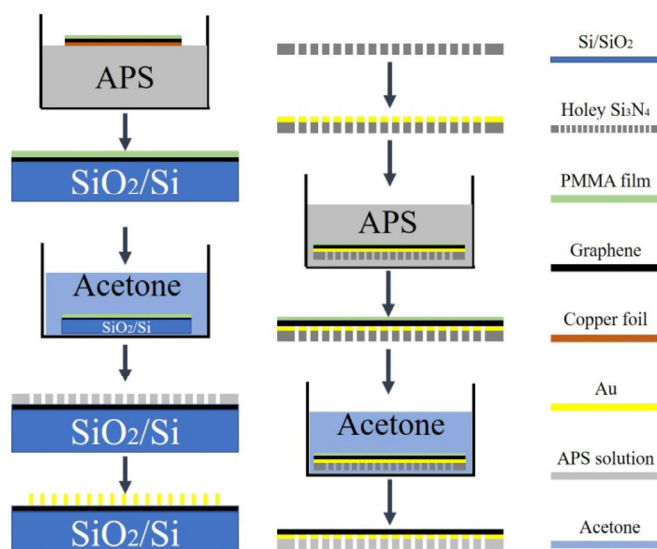 APS
SiO2/Si
Acetone
SiO2/Si
SiO2/Si
SiO2/Si
APS
Acetone
Si/SiO2
Holey Si3N4
PMMA film
Graphene
Copper foil
Au
APS solution
Acetone